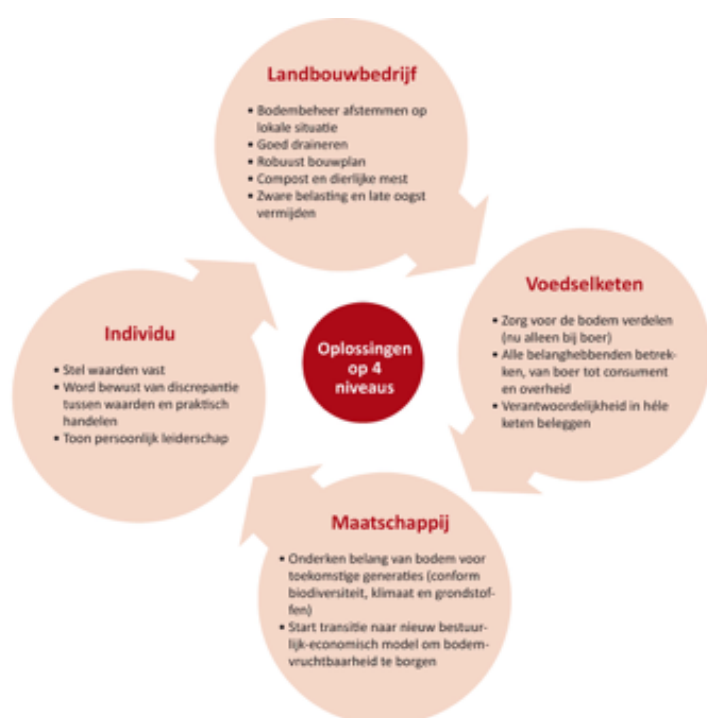 Landbouwbedrijf
• Bodembeheer afstemmen op
lokale situatie
• Goed draineren
• Robuust bouwplan
• Compost en dierlijke mest
• Zware belasting en late oogst
vermijden
Voedselketen
• Zorg voor de bodem verdelen
(nu alleen bij boer)
• Alle belanghebbenden betrek-
ken, van boer tot consument
en overheid
• Verantwoordelijkheid in héle
keten beleggen
Maatschappij
• Onderken belang van bodem voor
toekomstige generaties (conform
biodiversiteit, klimaat en grondstof-
fen)
• Start transitie naar nieuw bestuur-
lijk-economisch model om bodem-
vruchtbaarheid te borgen
Individu
• Stel waarden vast
• Word bewust van discrepantie
tussen waarden en praktisch
handelen
• Toon persoonlijk leiderschap
Oplossingen
op 4
niveaus